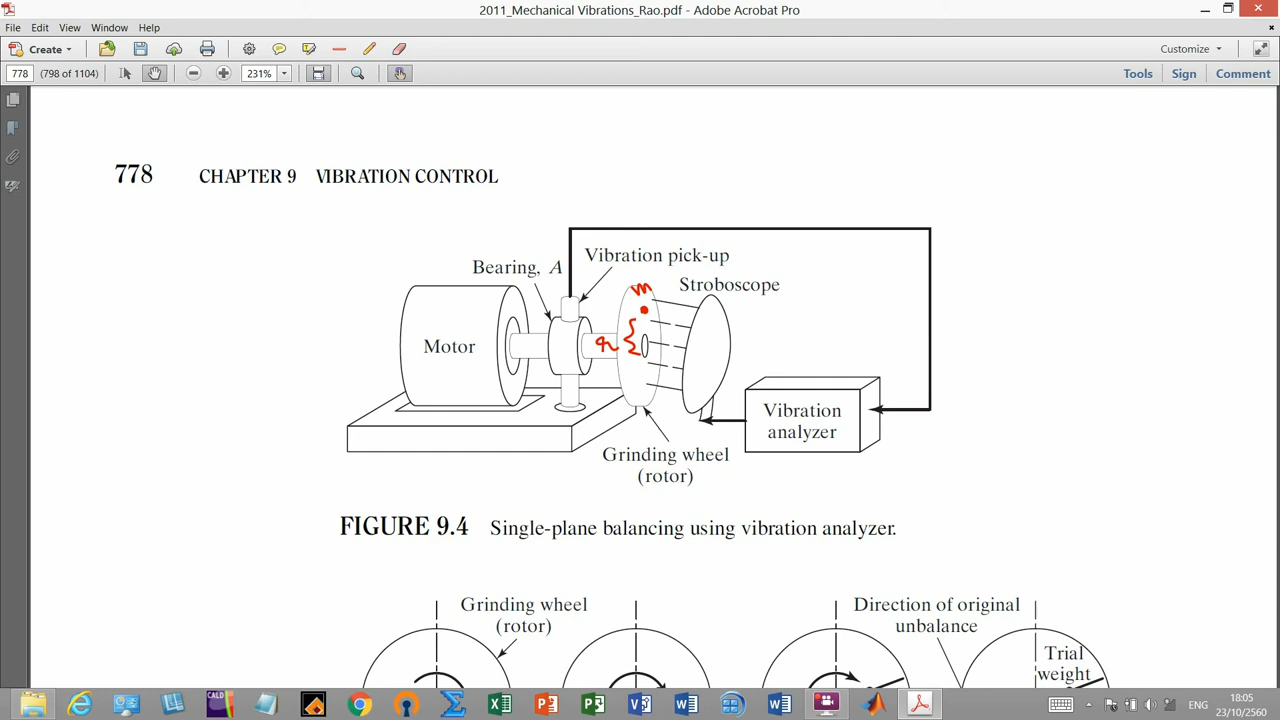 2011_Mechanical Vibrations_Rao.pdf - Adobe Acrobat Pro
File Edit View Window Help
Create
Customize
778 (798 of 1104)
231%
Tools Sign Comment
778 CHAPTER 9 VIBRATION CONTROL
Vibration pick-up
Bearing, A
Stroboscope
m
r
Motor
Vibration
analyzer
Grinding wheel
(rotor)
FIGURE 9.4 Single-plane balancing using vibration analyzer.
Grinding wheel
(rotor)
Direction of original
unbalance
Trial
weight
CALD
ENG
18:05
23/10/2560